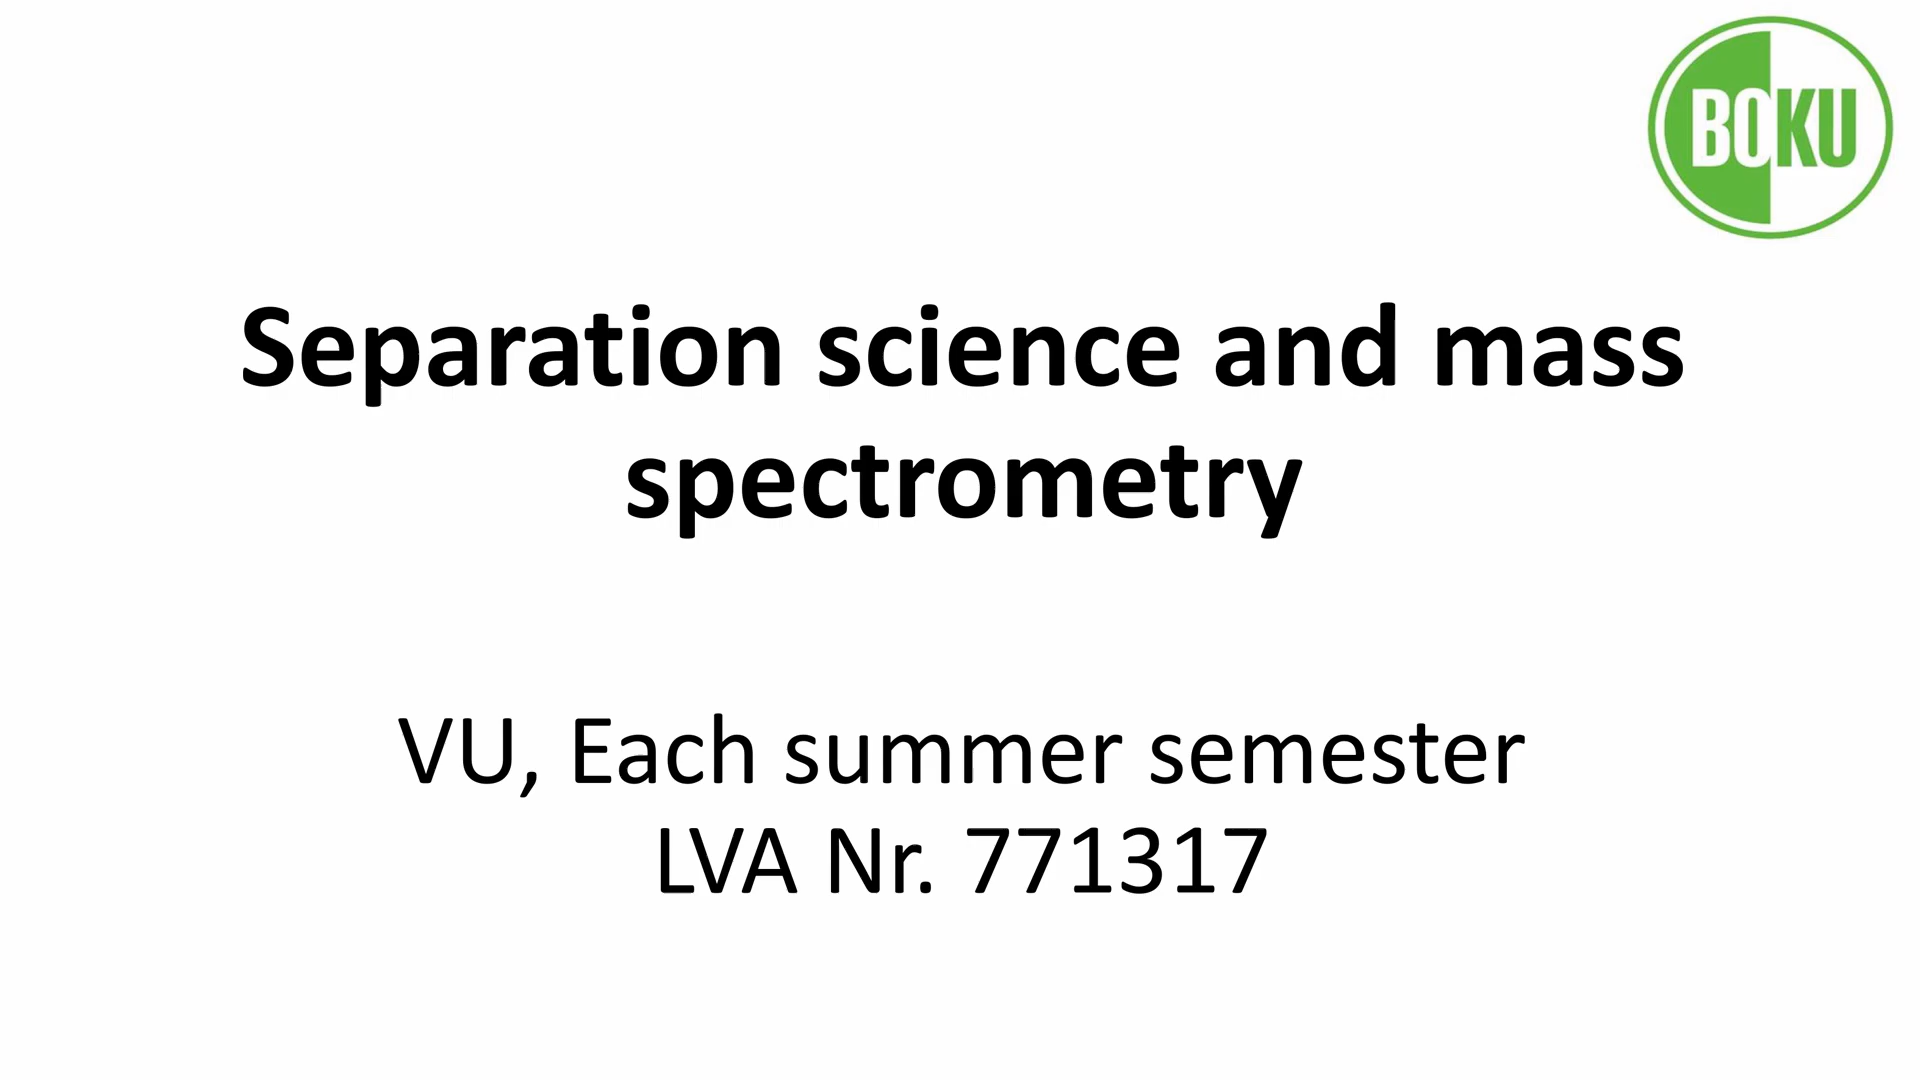 BOKU
Separation science and mass
spectrometry
VU, Each summer semester
LVA Nr. 771317